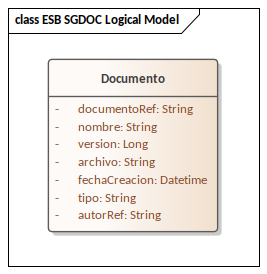 class ESB SGDOC Logical Model
Documento
- documentoRef: String
- nombre: String
- version: Long
- archivo: String
- fechaCreacion: Datetime
- tipo: String
- autorRef: String